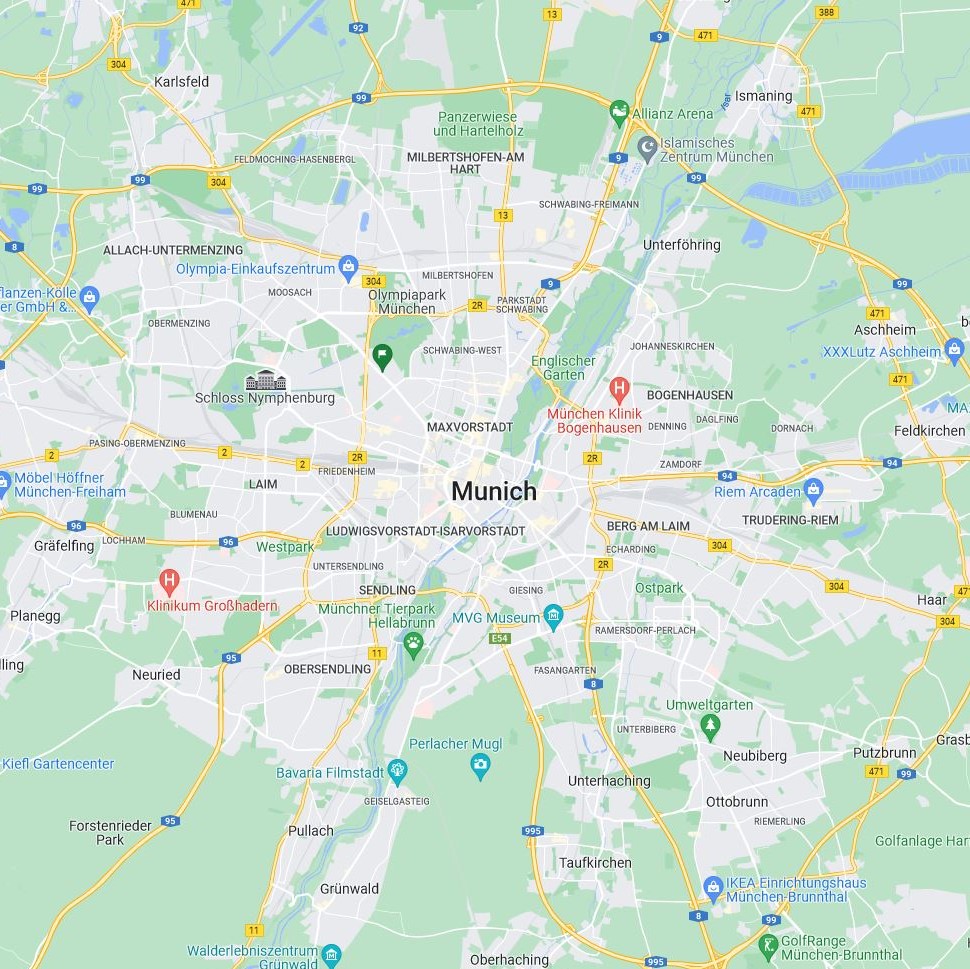 471
92
13
9
471
388
304
Karlsfeld
99
Isar
Ismaning
471
Panzerwiese
und Hartelholz
Allianz Arena
FELDMOCHING-HASENBERGL
MILBERTSHOFEN-AM
HART
9
Islamisches
Zentrum München
99
99
304
99
13
SCHWABING-FREIMANN
8
ALLACH-UNTERMENZING
Unterföhring
Olympia-Einkaufszentrum
304
MILBERTSHOFEN
9
99
flanzen-Kölle
er GmbH &...
MOOSACH
Olympiapark
München
2R
PARKSTADT
SCHWABING
471
OBERMENZING
Aschheim
SCHWABING-WEST
JOHANNESKIRCHEN
XXXLutz Aschheim
Englischer
Garten
471
Schloss Nymphenburg
München Klinik
Bogenhausen
BOGENHAUSEN
MA
MAXVORSTADT
DENNING
DAGLFING
DORNACH
Feldkirchen
PASING-OBERMENZING
2
2
2
2R
FRIEDENHEIM
2R
ZAMDORF
94
94
Möbel Höffner
München-Freiham
LAIM
Munich
Riem Arcaden
BLUMENAU
TRUDERING-RIEM
96
LOCHHAM
96
LUDWIGSVORSTADT-ISARVORSTADT
BERG AM LAIM
Gräfelfing
Westpark
ECHARDING
304
UNTERSENDLING
2R
Klinikum Großhadern
SENDLING
GIESING
Ostpark
304
471
Planegg
Münchner Tierpark
Hellabrunn
MVG Museum
Haar
304
E54
RAMERSDORF-PERLACH
lling
95
11
Neuried
OBERSENDLING
FASANGARTEN
8
Umweltgarten
UNTERBIBERG
Perlacher Mugl
Neubiberg
Putzbrunn
Grasb
Kiefl Gartencenter
Bavaria Filmstadt
471
99
GEISELGASTEIG
Unterhaching
Ottobrunn
95
RIEMERLING
Forstenrieder
Park
Pullach
995
Golfanlage Har
Taufkirchen
Grünwald
IKEA Einrichtungshaus
München-Brunnthal
8
99
11
Walderlebniszentrum
Grünwald
Oberhaching
995
GolfRange
München-Brunnthal